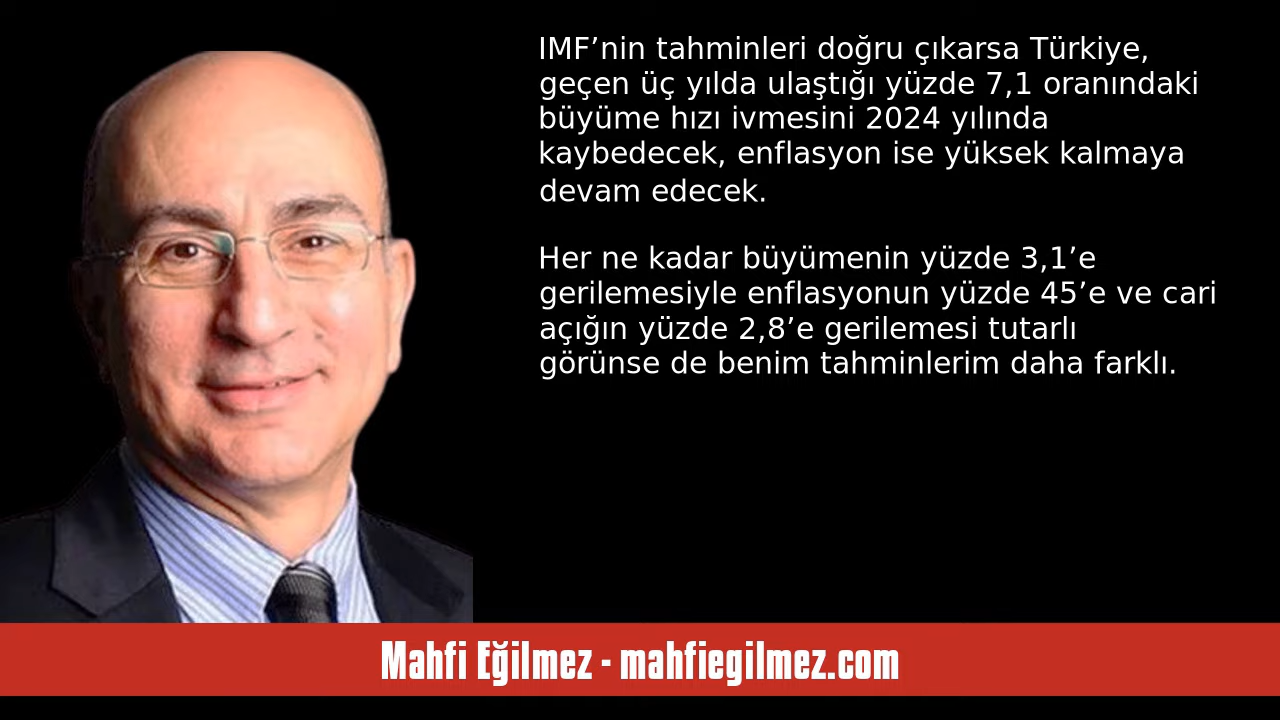 IMF’nin tahminleri doğru çıkarsa Türkiye,
geçen üç yılda ulaştığı yüzde 7,1 oranındaki
büyüme hızı ivmesini 2024 yılında
kaybedecek, enflasyon ise yüksek kalmaya
devam edecek.
Her ne kadar büyümenin yüzde 3,1’e
gerilemesiyle enflasyonun yüzde 45’e ve cari
açığın yüzde 2,8’e gerilemesi tutarlı
görünse de benim tahminlerim daha farklı.
Mahfi Eğilmez - mahfiegilmez.com